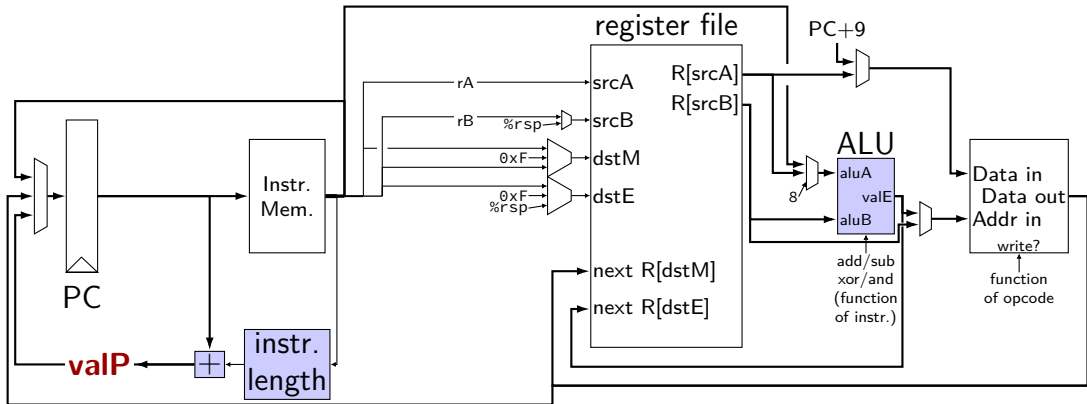 register file
PC+9
rA
srcA
R[srcA]
rB
%rsp
srcB
R[srcB]
ALU
0xF
dstM
0xF
%rsp
dstE
Instr.
Mem.
8
aluA
valE
aluB
Data in
Data out
Addr in
write?
function
of opcode
add/sub
xor/and
(function
of instr.)
PC
next R[dstM]
next R[dstE]
valP
+
instr.
length